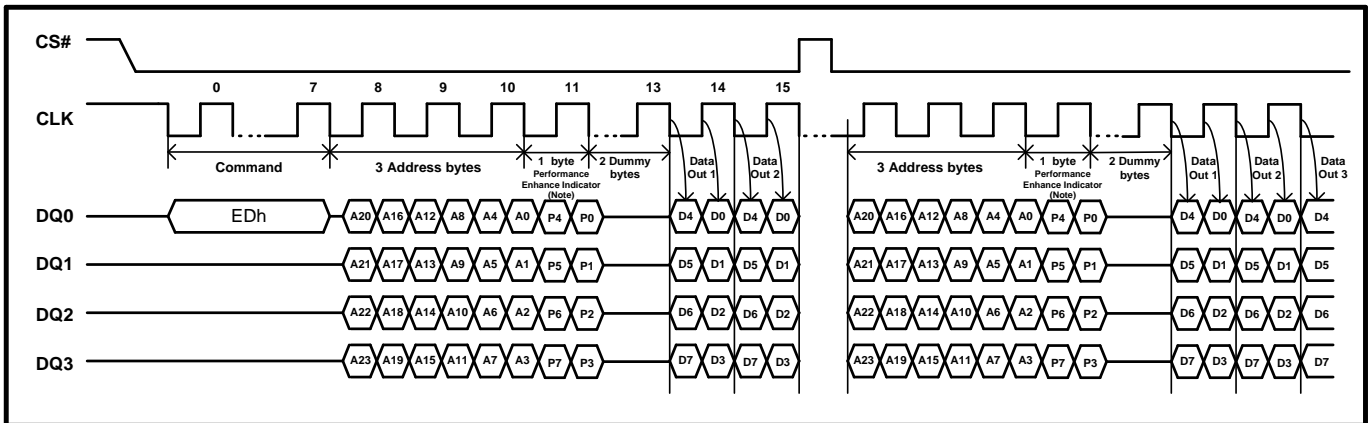 CS#
0 7 8 9 10 11 13 14 15
CLK
Command 3 Address bytes 1 byte Performance Enhance Indicator (Note) 2 Dummy bytes Data Out 1 Data Out 2 3 Address bytes 1 byte Performance Enhance Indicator (Note) 2 Dummy bytes Data Out 1 Data Out 2 Data Out 3
DQ0 EDh A20 A16 A12 A8 A4 A0 P4 P0 D4 D0 D4 D0 A20 A16 A12 A8 A4 A0 P4 P0 D4 D0 D4 D0 D4
DQ1 A21 A17 A13 A9 A5 A1 P5 P1 D5 D1 D5 D1 A21 A17 A13 A9 A5 A1 P5 P1 D5 D1 D5 D1 D5
DQ2 A22 A18 A14 A10 A6 A2 P6 P2 D6 D2 D6 D2 A22 A18 A14 A10 A6 A2 P6 P2 D6 D2 D6 D2 D6
DQ3 A23 A19 A15 A11 A7 A3 P7 P3 D7 D3 D7 D3 A23 A19 A15 A11 A7 A3 P7 P3 D7 D3 D7 D3 D7